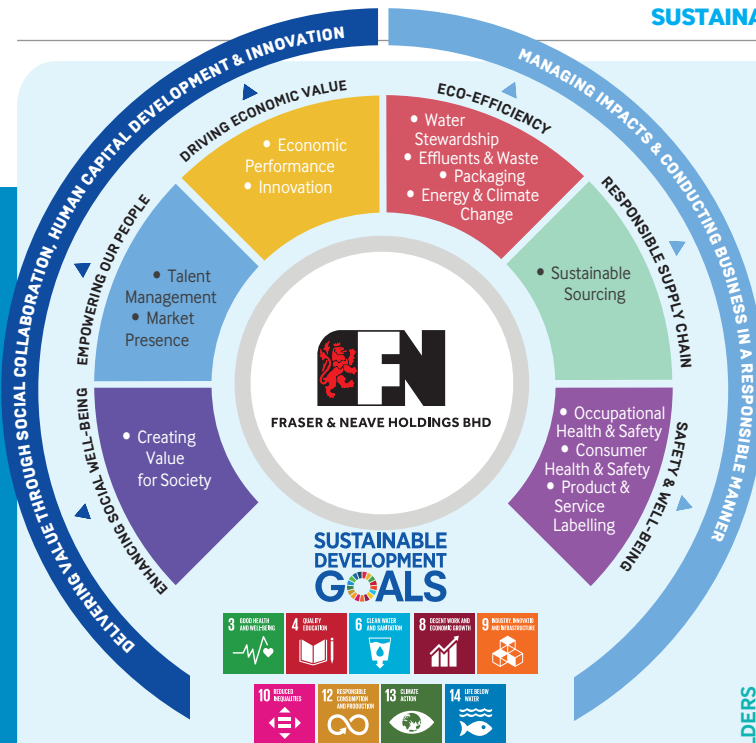 SUSTAINA
DELIVERING VALUE THROUGH SOCIAL COLLABORATION, HUMAN CAPITAL DEVELOPMENT & INNOVATION
MANAGING IMPACTS & CONDUCTING BUSINESS IN A RESPONSIBLE MANNER
ENHANCING SOCIAL WELL-BEING
• Creating
Value
for Society
EMPOWERING OUR PEOPLE
• Talent
Management
• Market
Presence
DRIVING ECONOMIC VALUE
• Economic
Performance
• Innovation
ECO-EFFICIENCY
• Water
Stewardship
• Effluents & Waste
• Packaging
• Energy & Climate
Change
RESPONSIBLE SUPPLY CHAIN
• Sustainable
Sourcing
SAFETY & WELL-BEING
• Occupational
Health & Safety
• Consumer
Health & Safety
• Product &
Service
Labelling
FN
FRASER & NEAVE HOLDINGS BHD
SUSTAINABLE
DEVELOPMENT
GOALS
3 GOOD HEALTH
AND WELL-BEING
4 QUALITY
EDUCATION
6 CLEAN WATER
AND SANITATION
8 DECENT WORK AND
ECONOMIC GROWTH
9 INDUSTRY, INNOVATIO
AND INFRASTRUCTURE
10 REDUCED
INEQUALITIES
12 RESPONSIBLE
CONSUMPTION
AND PRODUCTION
13 CLIMATE
ACTION
14 LIFE BELOW
WATER
LDERS